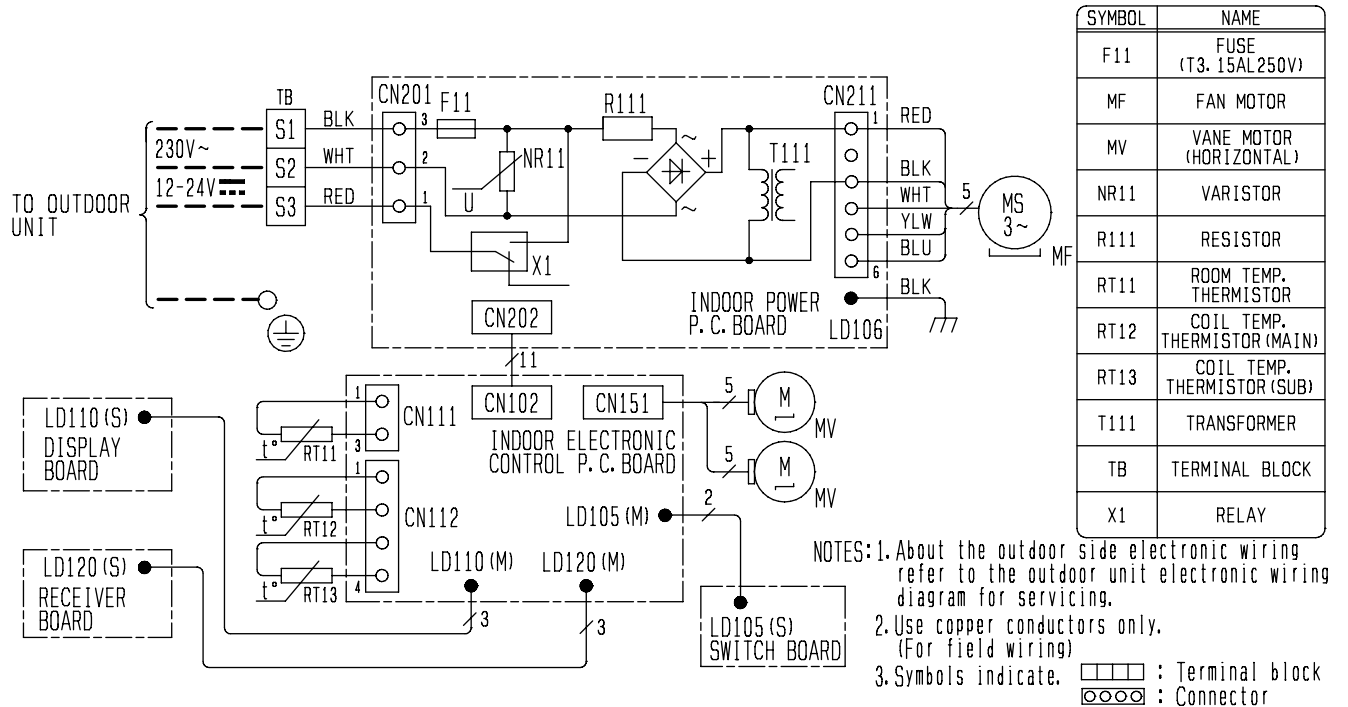 TO OUTDOOR
UNIT
230V~
12-24V
TB
S1
S2
S3
BLK
WHT
RED
CN201
3
2
1
F11
NR11
U
X1
R111
~
~
−
+
T111
CN211
1
6
RED
BLK
WHT
YLW
BLU
BLK
5
MS
3~
MF
INDOOR POWER
P.C.BOARD
LD106
CN202
11
CN102
CN151
INDOOR ELECTRONIC
CONTROL P.C.BOARD
5
M
MV
5
M
MV
CN111
1
3
t°
RT11
CN112
1
4
t°
RT12
t°
RT13
LD105(M)
2
LD110(M)
LD120(M)
3
3
LD110(S)
DISPLAY
BOARD
LD120(S)
RECEIVER
BOARD
LD105(S)
SWITCH BOARD
SYMBOL NAME
F11 FUSE
(T3.15AL250V)
MF FAN MOTOR
MV VANE MOTOR
(HORIZONTAL)
NR11 VARISTOR
R111 RESISTOR
RT11 ROOM TEMP.
THERMISTOR
RT12 COIL TEMP.
THERMISTOR(MAIN)
RT13 COIL TEMP.
THERMISTOR(SUB)
T111 TRANSFORMER
TB TERMINAL BLOCK
X1 RELAY
NOTES:1.About the outdoor side electronic wiring
refer to the outdoor unit electronic wiring
diagram for servicing.
2.Use copper conductors only.
(For field wiring)
3.Symbols indicate. : Terminal block
: Connector